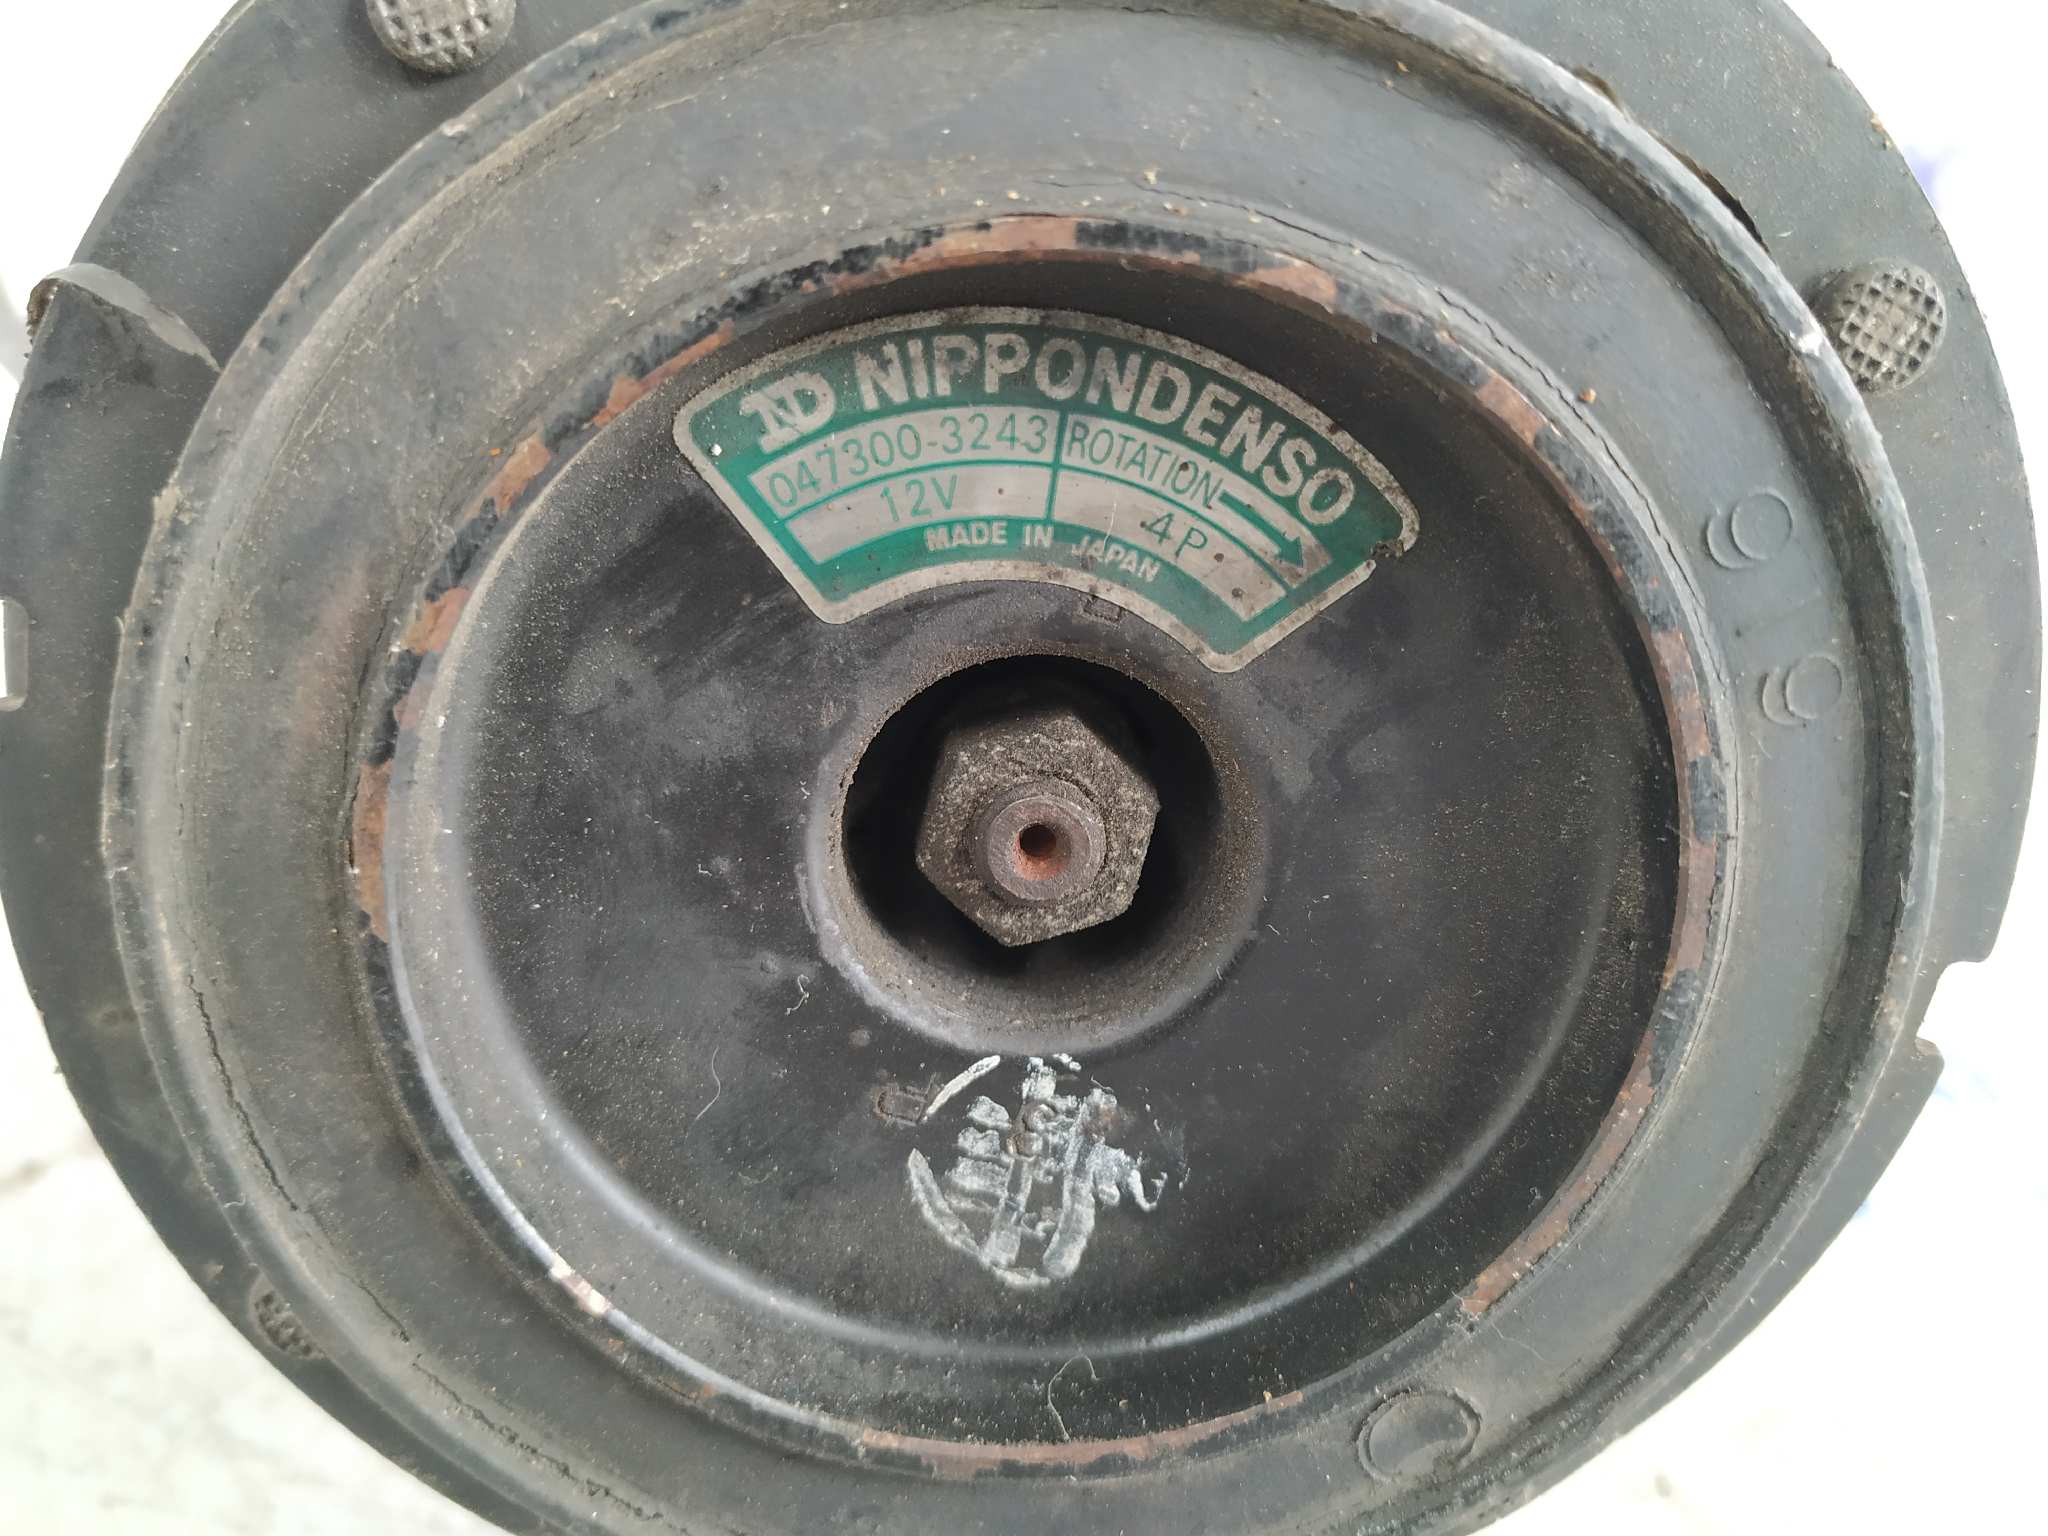 ND NIPPONDENSO
047300-3243 ROTATION
12V 4P
MADE IN JAPAN